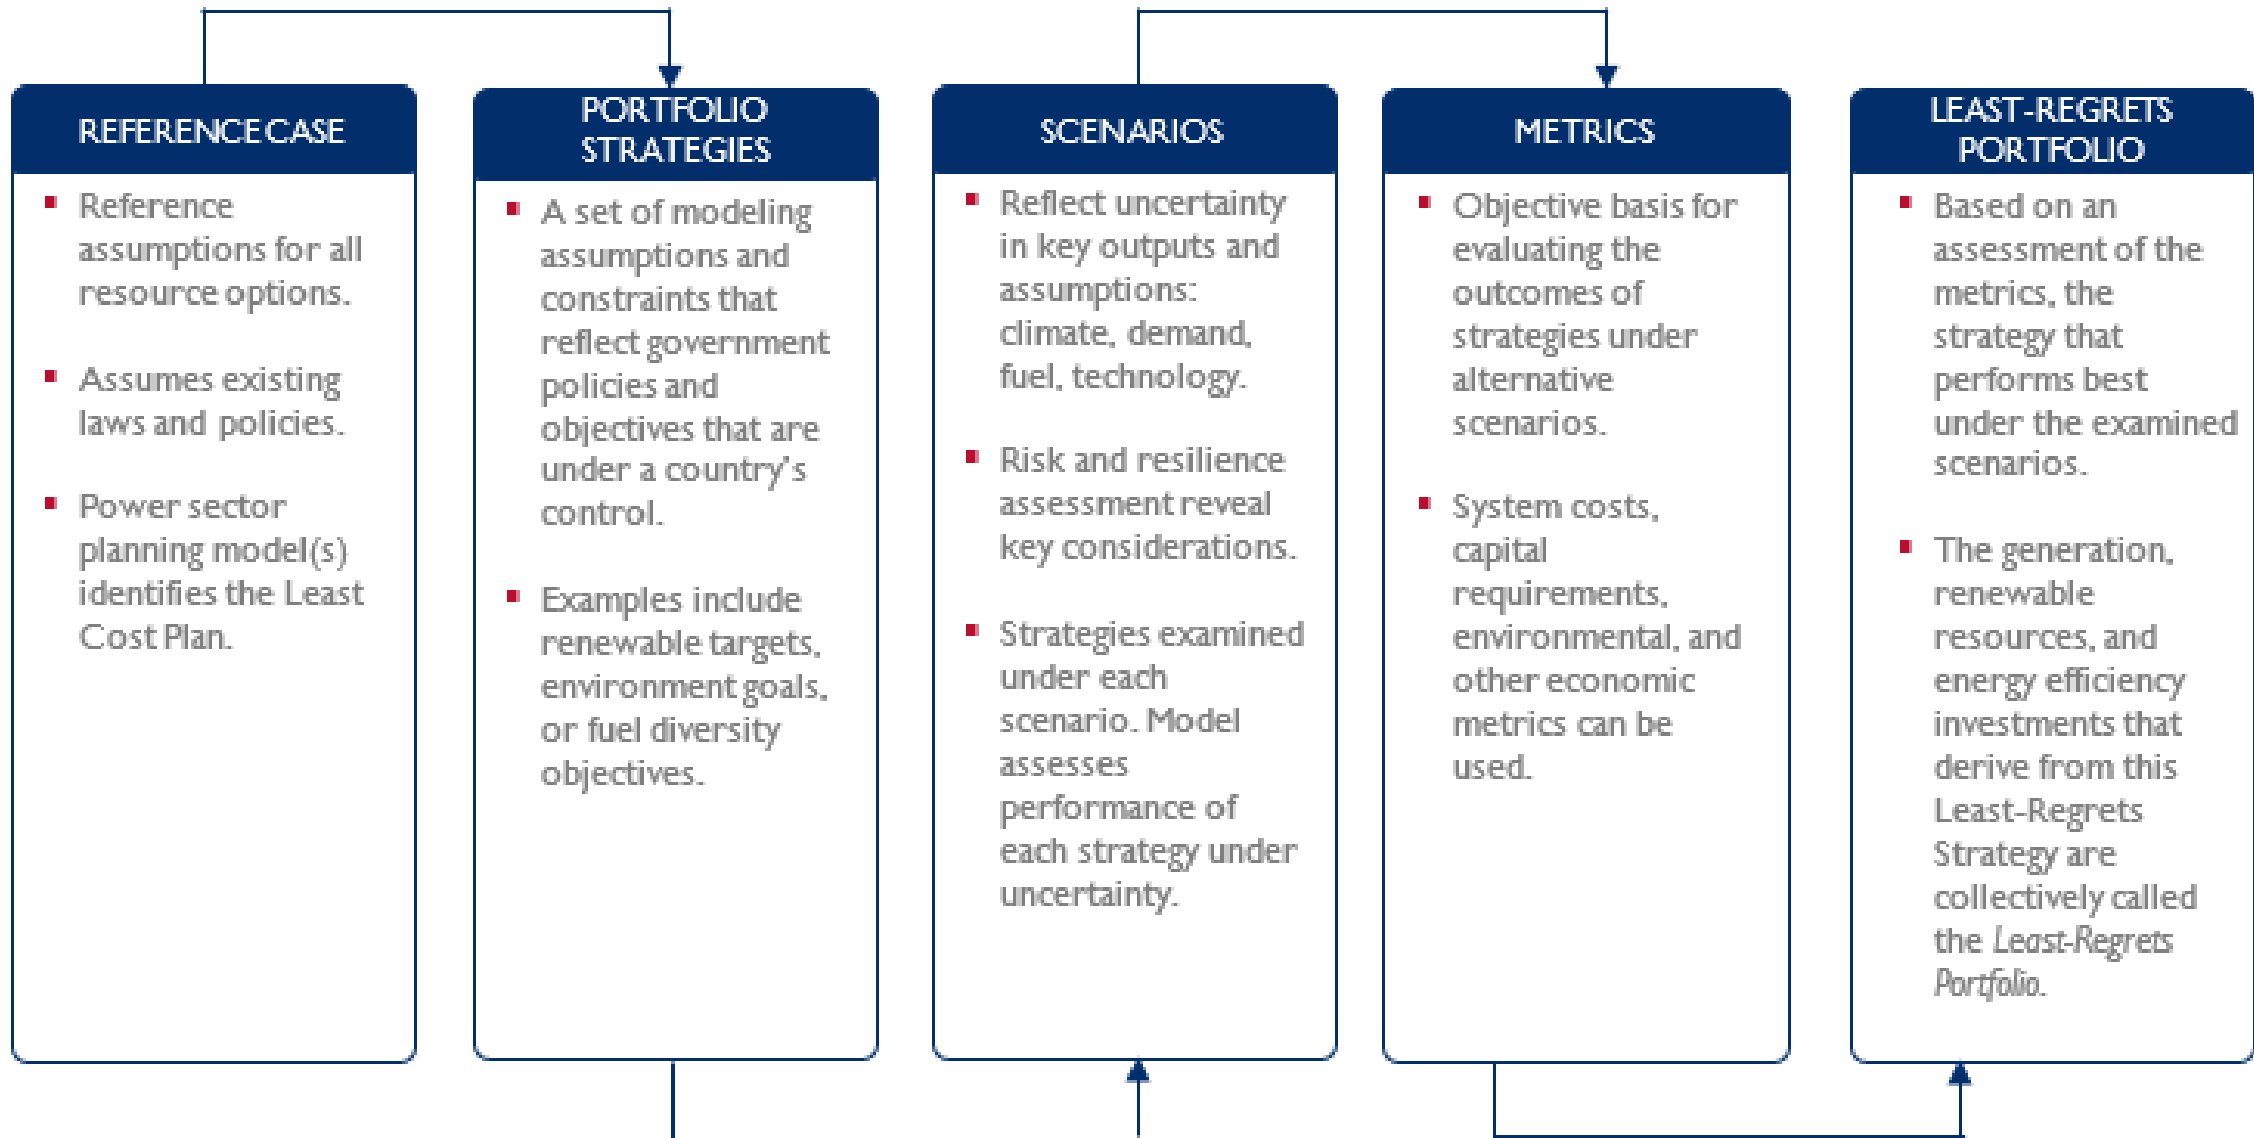 REFERENCE CASE
Reference
assumptions for all
resource options.
Assumes existing
laws and policies.
Power sector
planning model(s)
identifies the Least
Cost Plan.
PORTFOLIO
STRATEGIES
A set of modeling
assumptions and
constraints that
reflect government
policies and
objectives that are
under a country's
control.
Examples include
renewable targets,
environment goals,
or fuel diversity
objectives.
SCENARIOS
Reflect uncertainty
in key outputs and
assumptions:
climate, demand,
fuel, technology.
Risk and resilience
assessment reveal
key considerations.
Strategies examined
under each
scenario. Model
assesses
performance of
each strategy under
uncertainty.
METRICS
Objective basis for
evaluating the
outcomes of
strategies under
alternative
scenarios.
System costs,
capital
requirements,
environmental, and
other economic
metrics can be
used.
LEAST-REGRETS
PORTFOLIO
Based on an
assessment of the
metrics, the
strategy that
performs best
under the examined
scenarios.
The generation,
renewable
resources, and
energy efficiency
investments that
derive from this
Least-Regrets
Strategy are
collectively called
the Least-Regrets
Portfolio.